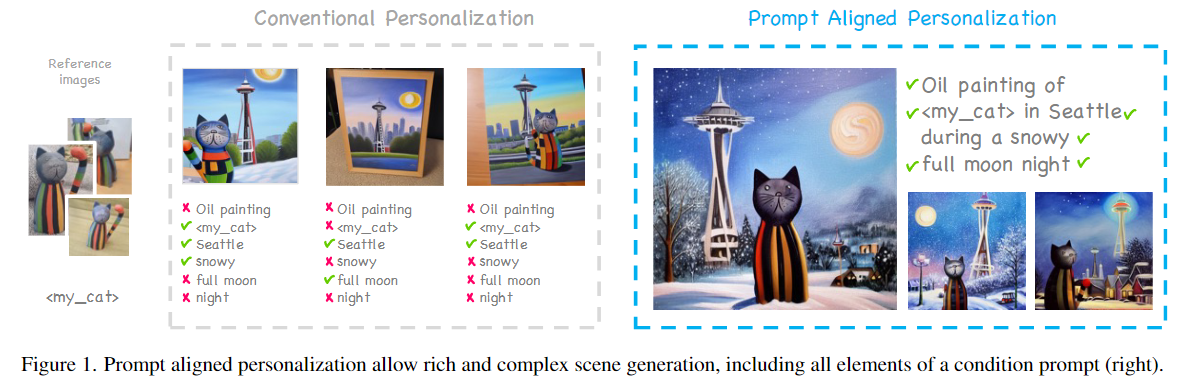 Conventional Personalization
Prompt Aligned Personalization
Reference
images
<my_cat>
✗ Oil painting
✓ <my_cat>
✓ Seattle
✓ snowy
✗ full moon
✗ night
✗ Oil painting
✗ <my_cat>
✓ Seattle
✗ snowy
✓ full moon
✗ night
✗ Oil painting
✓ <my_cat>
✓ Seattle
✗ snowy
✗ full moon
✗ night
✓ Oil painting of
✓ <my_cat> in Seattle ✓
during a snowy ✓
✓ full moon night ✓
Figure 1. Prompt aligned personalization allow rich and complex scene generation, including all elements of a condition prompt (right).